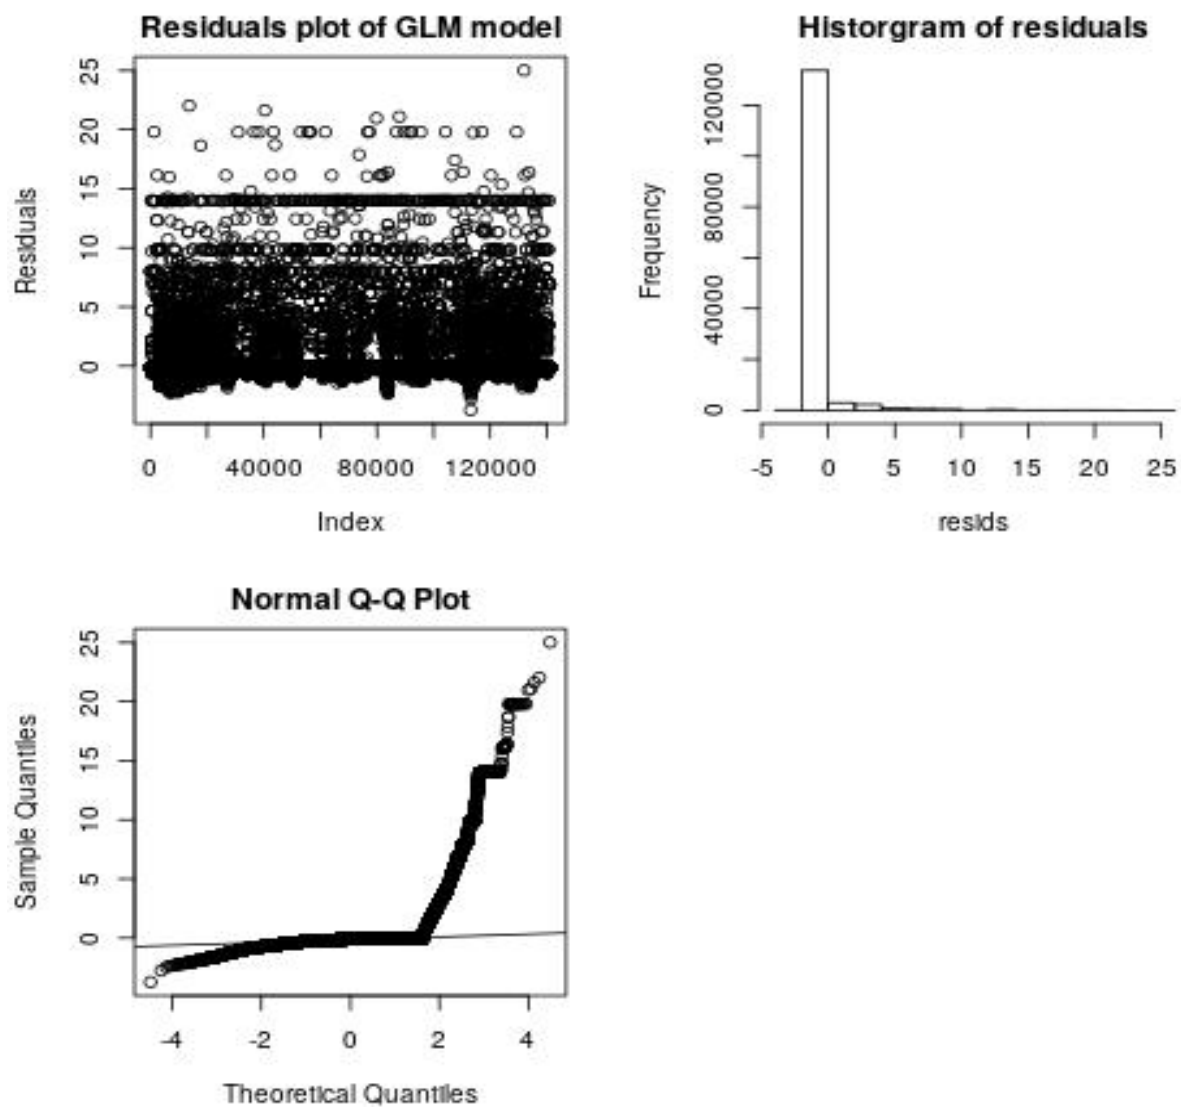 Residuals plot of GLM model
25
20
15
10
5
0
Residuals
0 40000 80000 120000
Index
Historgram of residuals
120000
80000
40000
0
Frequency
-5 0 5 10 15 20 25
resids
Normal Q-Q Plot
25
20
15
10
5
0
Sample Quantiles
-4 -2 0 2 4
Theoretical Quantiles